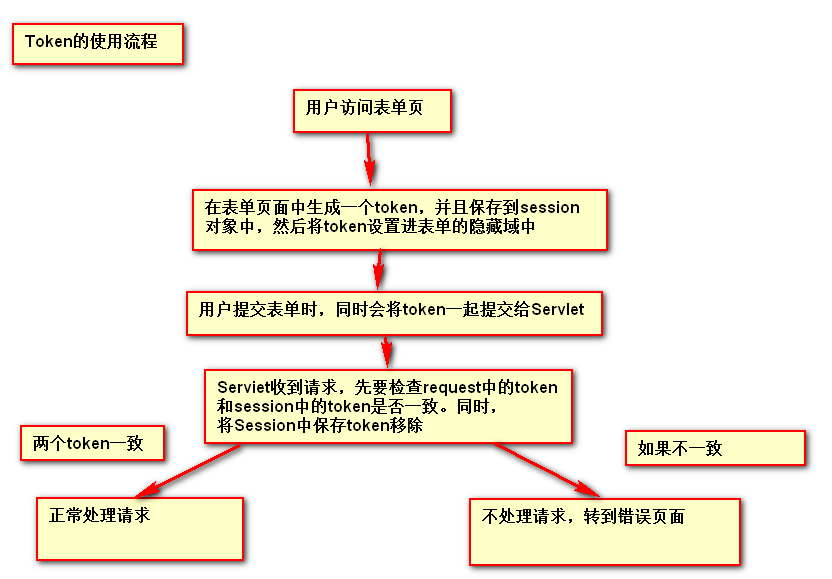 Token的使用流程
用户访问表单页
在表单页面中生成一个token，并且保存到session
对象中，然后将token设置进表单的隐藏域中
用户提交表单时，同时会将token一起提交给Servlet
Serviet收到请求，先要检查request中的token
和session中的token是否一致。同时，
将Session中保存token移除
两个token一致
如果不一致
正常处理请求
不处理请求，转到错误页面